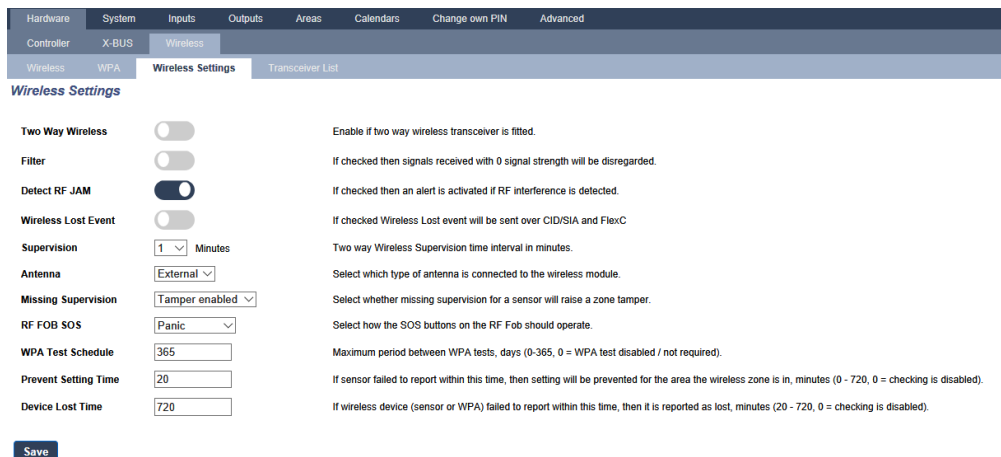 Hardware System Inputs Outputs Areas Calendars Change own PIN Advanced
Controller X-BUS Wireless
Wireless WPA Wireless Settings Transceiver List
Wireless Settings
Two Way Wireless Enable if two way wireless transceiver is fitted.
Filter If checked then signals received with 0 signal strength will be disregarded.
Detect RF JAM If checked then an alert is activated if RF interference is detected.
Wireless Lost Event If checked Wireless Lost event will be sent over CID/SIA and FlexC
Supervision 1 Minutes Two way Wireless Supervision time interval in minutes.
Antenna External Select which type of antenna is connected to the wireless module.
Missing Supervision Tamper enabled Select whether missing supervision for a sensor will raise a zone tamper.
RF FOB SOS Panic Select how the SOS buttons on the RF Fob should operate.
WPA Test Schedule 365 Maximum period between WPA tests, days (0-365, 0 = WPA test disabled / not required).
Prevent Setting Time 20 If sensor failed to report within this time, then setting will be prevented for the area the wireless zone is in, minutes (0 - 720, 0 = checking is disabled).
Device Lost Time 720 If wireless device (sensor or WPA) failed to report within this time, then it is reported as lost, minutes (20 - 720, 0 = checking is disabled).
Save